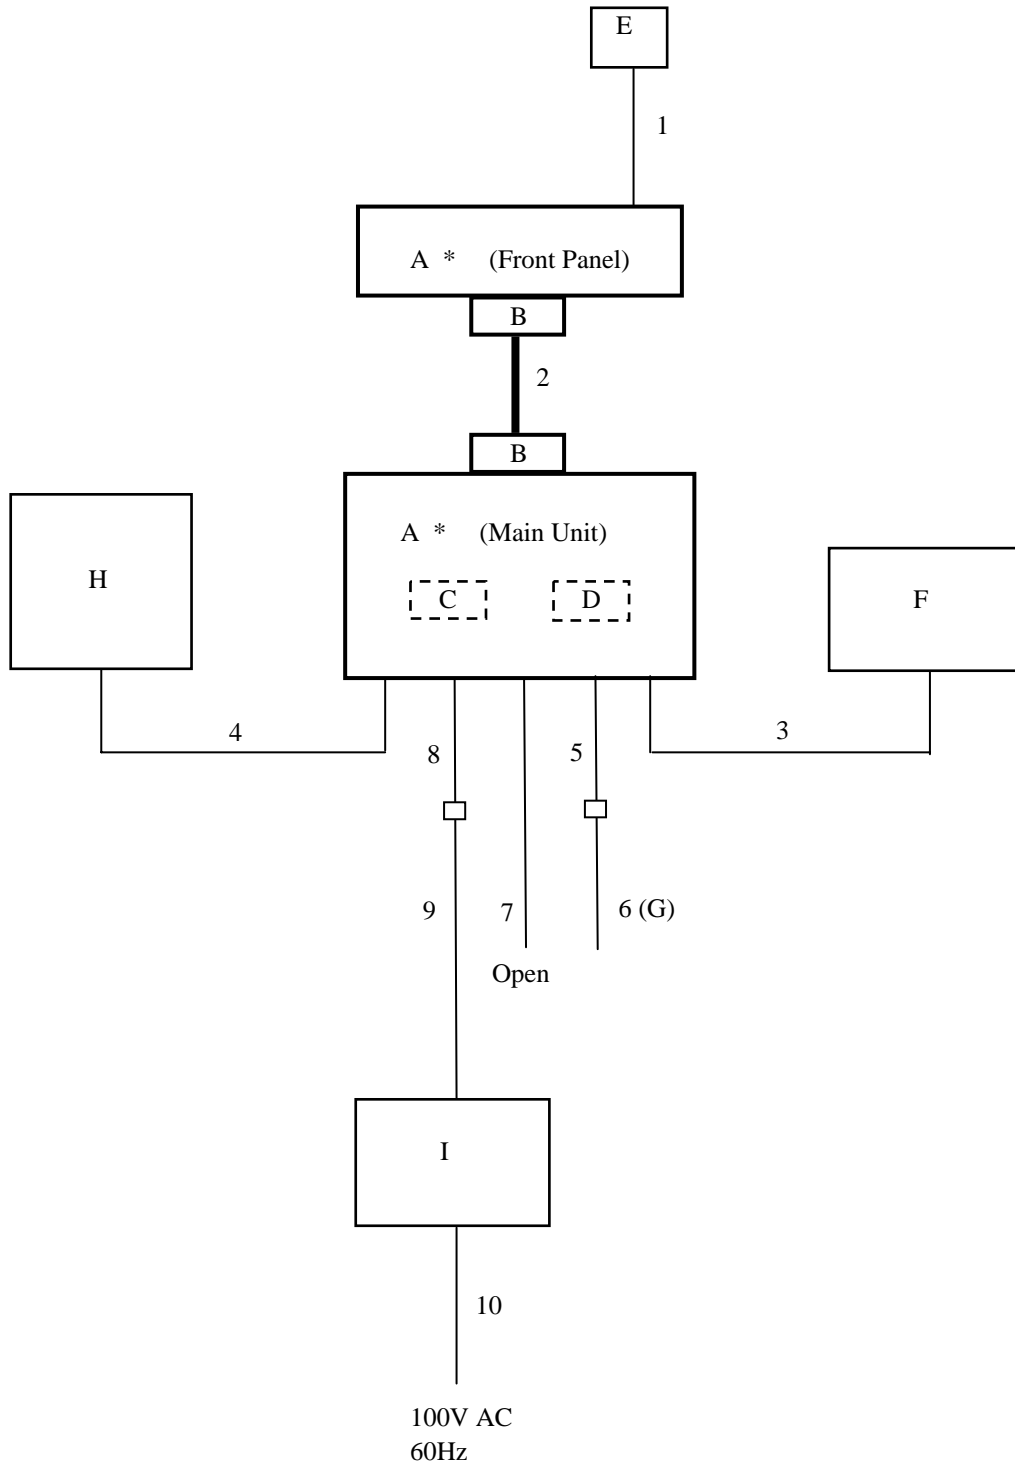 E
1
A * (Front Panel)
B
2
B
A * (Main Unit)
H
C
D
F
4
8
5
3
9
7
6 (G)
Open
I
10
100V AC
60Hz